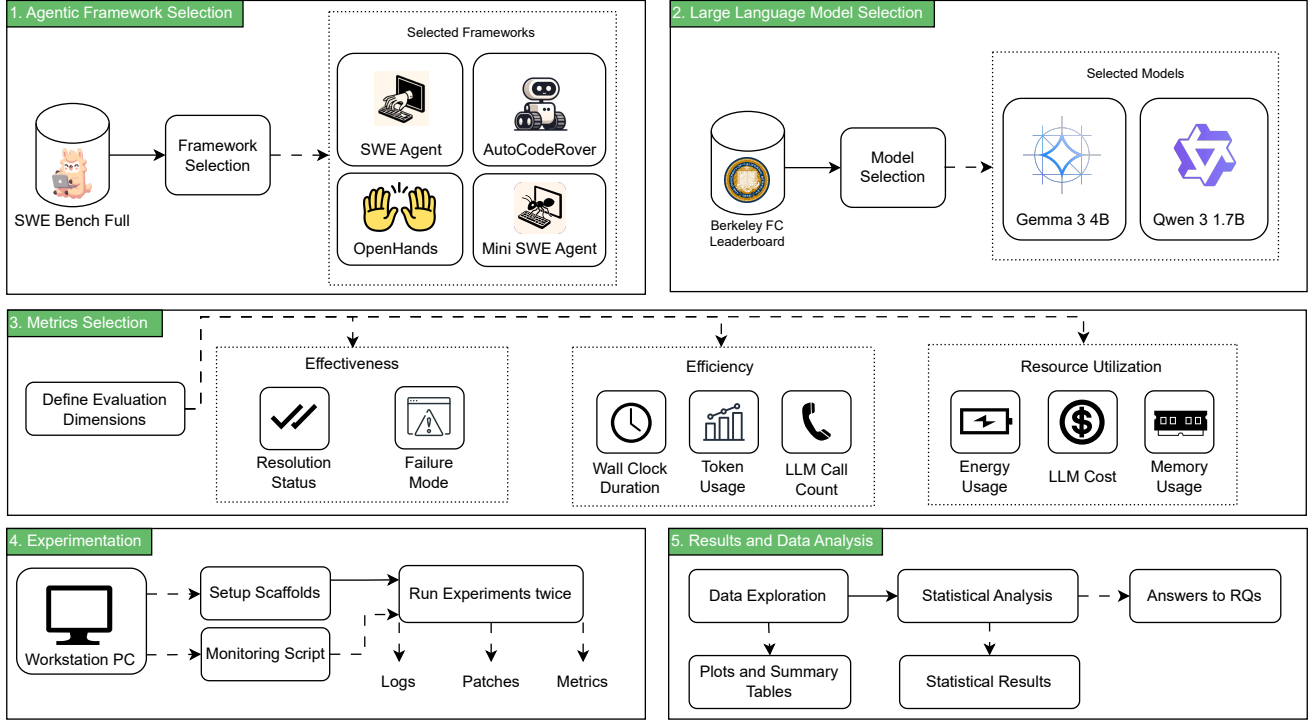 1. Agentic Framework Selection
Selected Frameworks
SWE Agent
AutoCodeRover
OpenHands
Mini SWE Agent
Framework
Selection
SWE Bench Full
2. Large Language Model Selection
Selected Models
Gemma 3 4B
Qwen 3 1.7B
Model
Selection
Berkeley FC
Leaderboard
3. Metrics Selection
Define Evaluation
Dimensions
Effectiveness
Resolution
Status
Failure
Mode
Efficiency
Wall Clock
Duration
Token
Usage
LLM Call
Count
Resource Utilization
Energy
Usage
LLM Cost
Memory
Usage
4. Experimentation
Workstation PC
Setup Scaffolds
Monitoring Script
Run Experiments twice
Logs
Patches
Metrics
5. Results and Data Analysis
Data Exploration
Statistical Analysis
Answers to RQs
Plots and Summary
Tables
Statistical Results